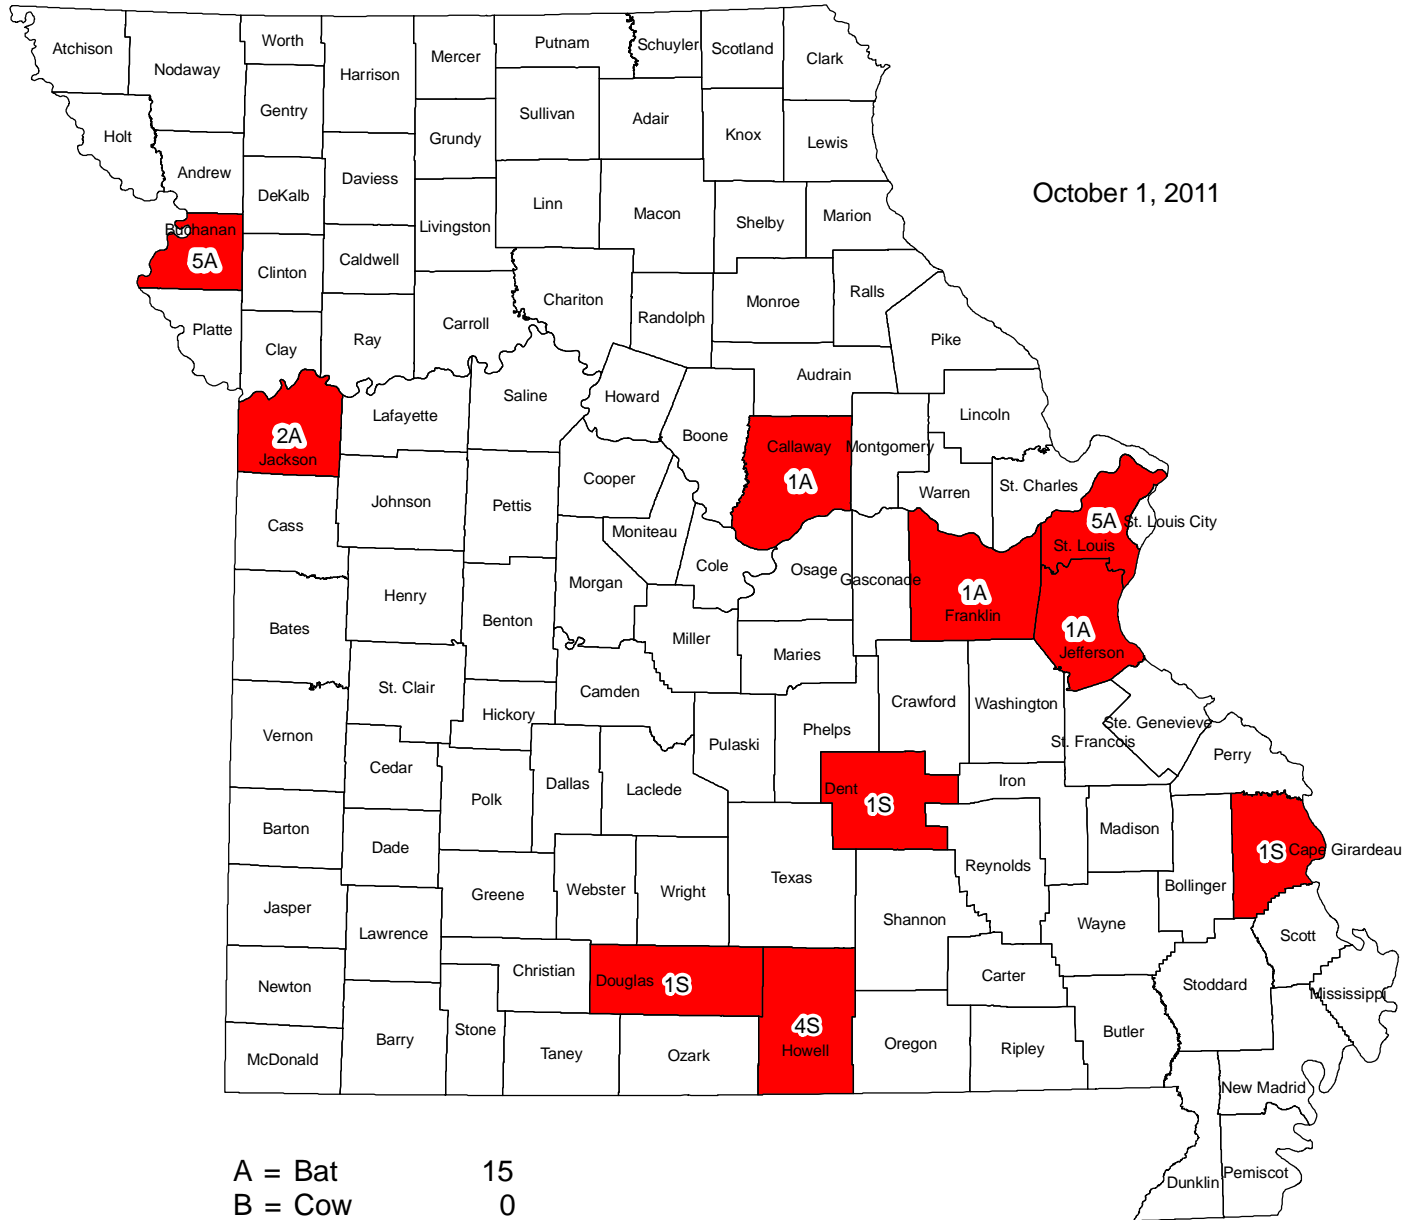 Atchison
Nodaway
Worth
Harrison
Mercer
Putnam
Schuyler
Scotland
Clark
Holt
Gentry
Grundy
Sullivan
Adair
Knox
Lewis
Andrew
DeKalb
Daviess
Livingston
Linn
Macon
Shelby
Marion
October 1, 2011
Buchanan
5A
Clinton
Caldwell
Chariton
Randolph
Monroe
Ralls
Platte
Clay
Ray
Carroll
Pike
Audrain
Saline
Howard
Lafayette
Boone
Lincoln
2A
Jackson
Callaway
1A
Montgomery
Cooper
Warren
St. Charles
Cass
Johnson
Pettis
Moniteau
5A
St. Louis
St. Louis City
Cole
Osage
Gasconade
1A
Franklin
Morgan
Henry
Benton
Bates
Miller
Maries
1A
Jefferson
St. Clair
Camden
Crawford
Washington
Hickory
Vernon
Pulaski
Phelps
St. Francois
Ste. Genevieve
Perry
Cedar
Polk
Dallas
Laclede
Dent
1S
Iron
Barton
Dade
Madison
1S
Cape Girardeau
Reynolds
Texas
Jasper
Greene
Webster
Wright
Bollinger
Lawrence
Shannon
Wayne
Scott
Newton
Christian
Douglas
1S
Carter
Stoddard
Mississippi
4S
Howell
McDonald
Barry
Stone
Taney
Ozark
Oregon
Ripley
Butler
New Madrid
Dunklin
Pemiscot
A = Bat 15
B = Cow 0